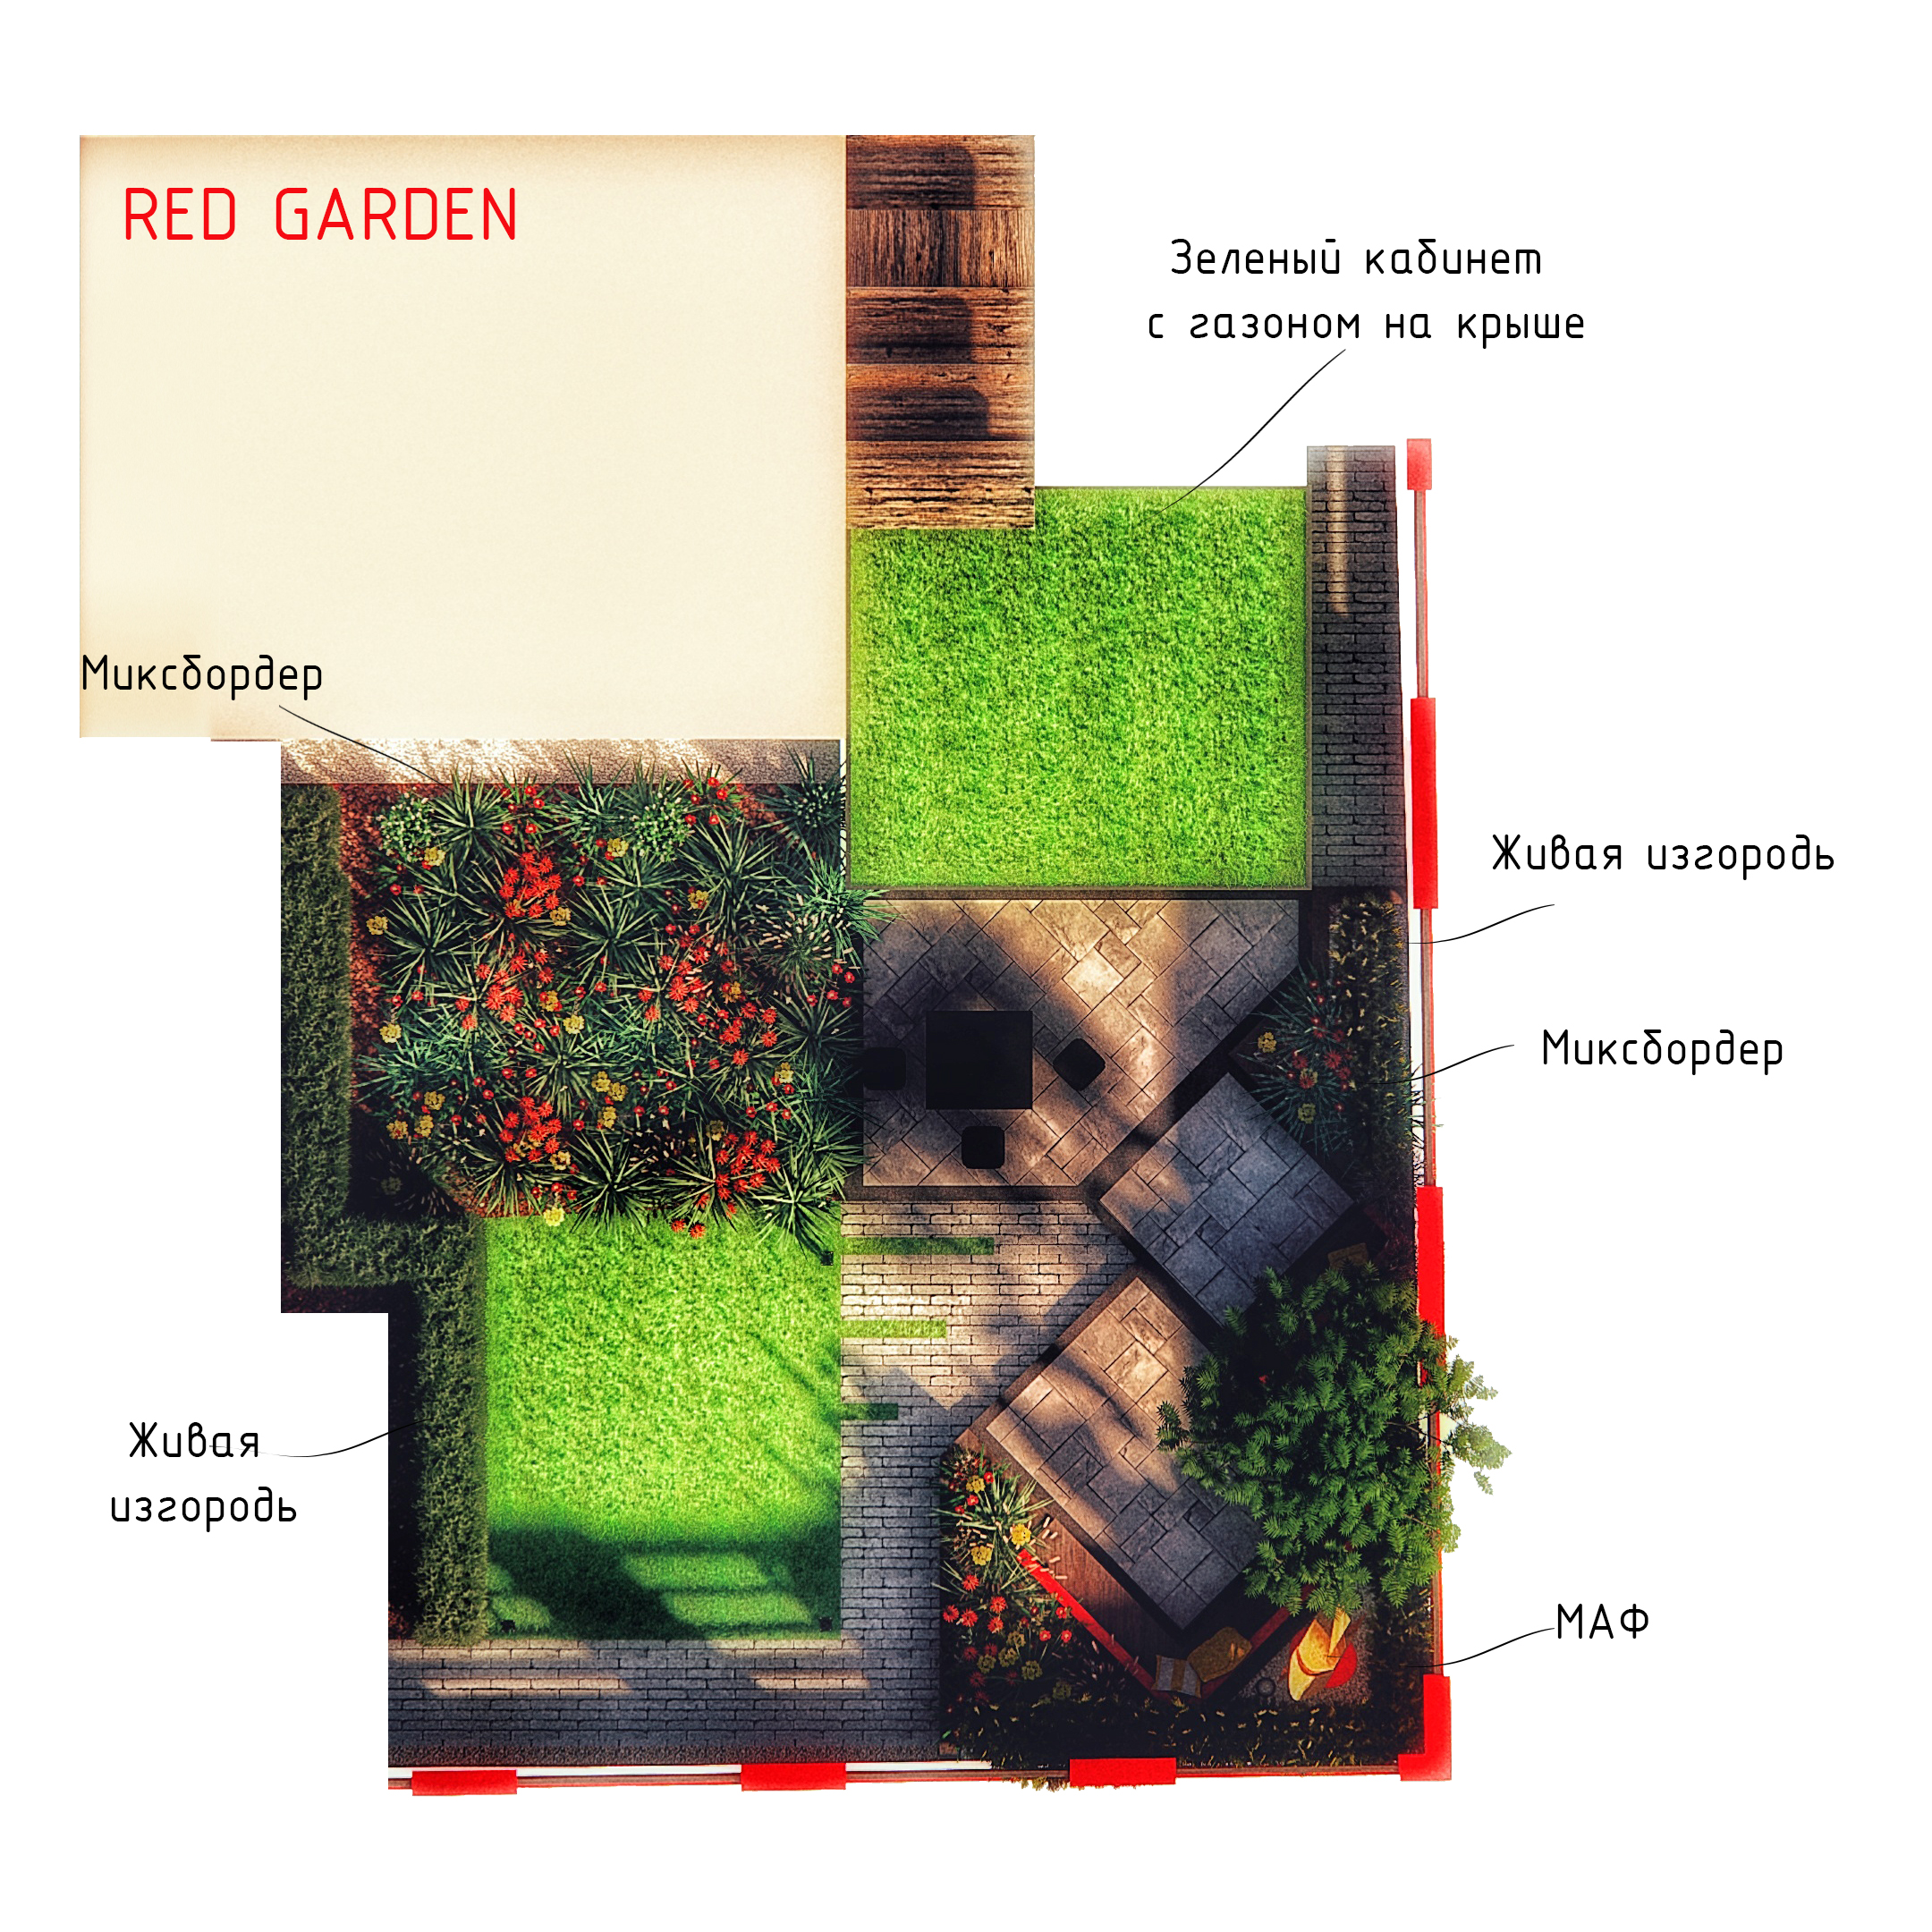 RED GARDEN
Зеленый кабинет
с газоном на крыше
Миксбордер
Живая изгородь
Миксбордер
Живая
изгородь
МАФ